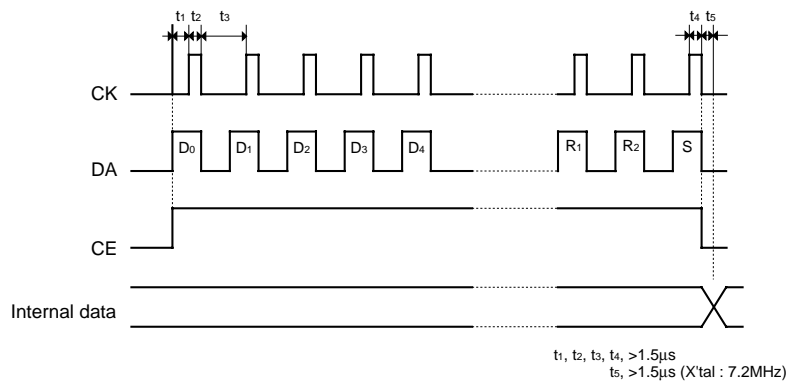 t₁ t₂ t₃ t₄ t₅
CK
DA D₀ D₁ D₂ D₃ D₄ R₁ R₂ S
CE
Internal data
t₁, t₂, t₃, t₄, >1.5μs
t₅, >1.5μs (X'tal : 7.2MHz)